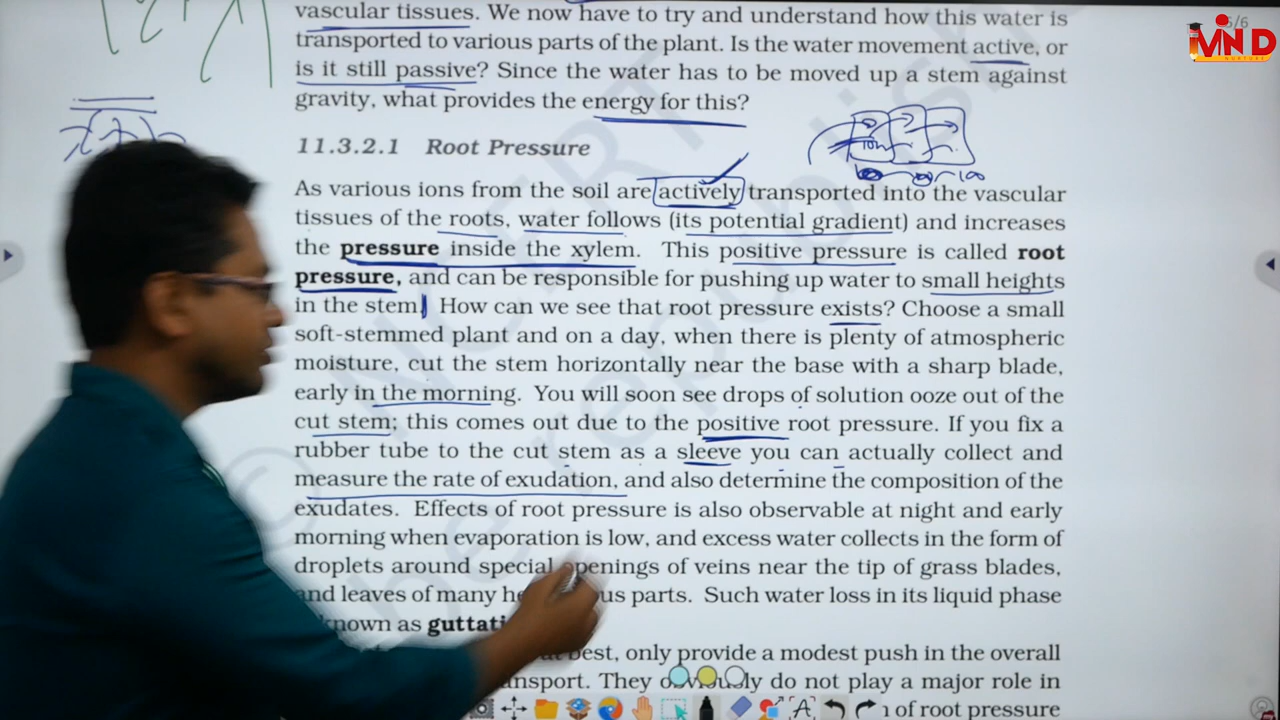 vascular tissues. We now have to try and understand how this water is
transported to various parts of the plant. Is the water movement active, or
is it still passive? Since the water has to be moved up a stem against
gravity, what provides the energy for this?
/6
MIND
NURTURE
11.3.2.1 Root Pressure
As various ions from the soil are actively transported into the vascular
tissues of the roots, water follows (its potential gradient) and increases
the pressure inside the xylem. This positive pressure is called root
pressure, and can be responsible for pushing up water to small heights
in the stem. How can we see that root pressure exists? Choose a small
soft-stemmed plant and on a day, when there is plenty of atmospheric
moisture, cut the stem horizontally near the base with a sharp blade,
early in the morning. You will soon see drops of solution ooze out of the
cut stem; this comes out due to the positive root pressure. If you fix a
rubber tube to the cut stem as a sleeve you can actually collect and
measure the rate of exudation, and also determine the composition of the
exudates. Effects of root pressure is also observable at night and early
morning when evaporation is low, and excess water collects in the form of
droplets around special openings of veins near the tip of grass blades,
and leaves of many he us parts. Such water loss in its liquid phase
known as guttati
best, only provide a modest push in the overall
nsport. They obviously do not play a major role in
n of root pressure